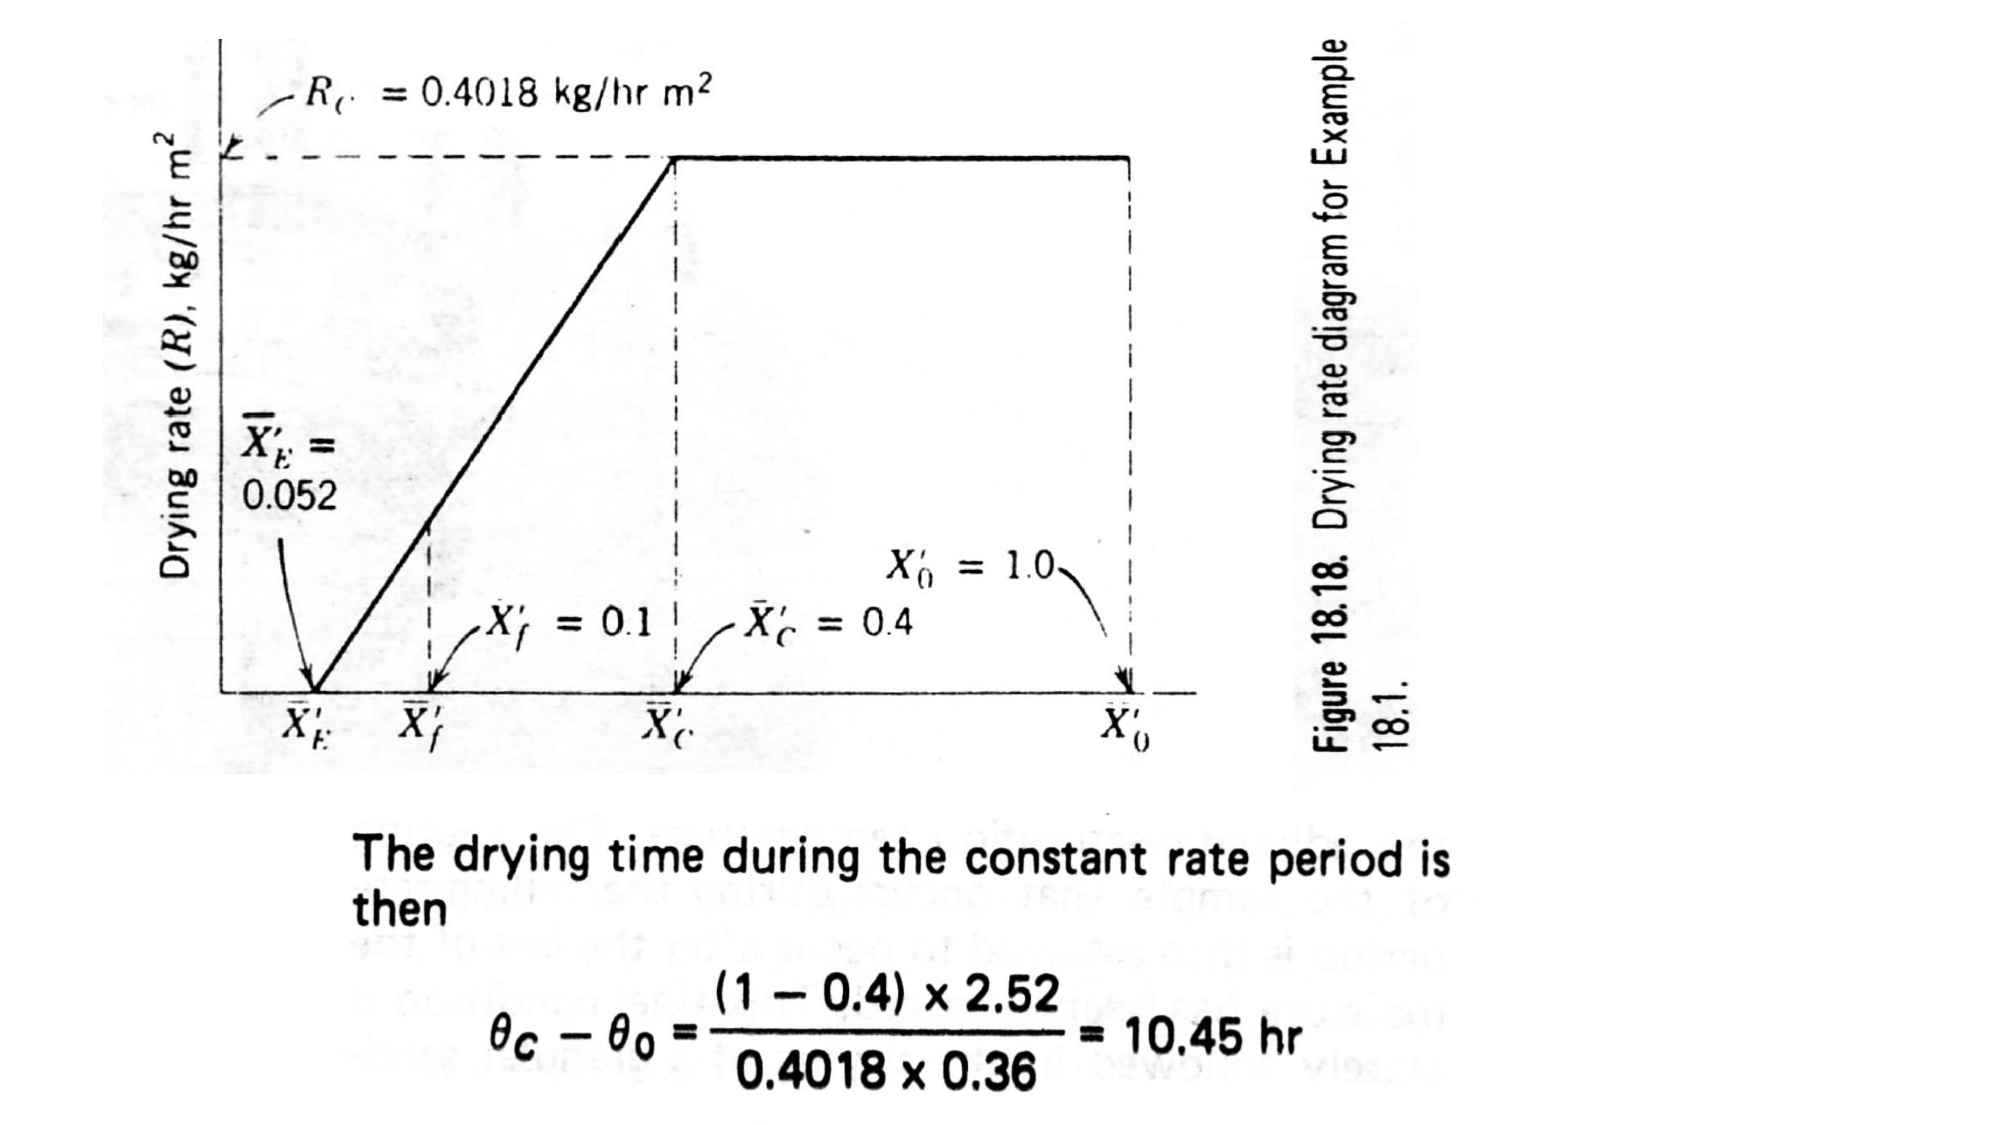 R_C = 0.4018 kg/hr m²
Drying rate (R), kg/hr m²
X̄′_E =
0.052
X′_0 = 1.0
X′_f = 0.1
X̄′_C = 0.4
X̄′_E X̄′_f X̄′_C X′_0
Figure 18.18. Drying rate diagram for Example
18.1.
The drying time during the constant rate period is
then
θ_C − θ_0 = (1 − 0.4) x 2.52 / 0.4018 x 0.36 = 10.45 hr